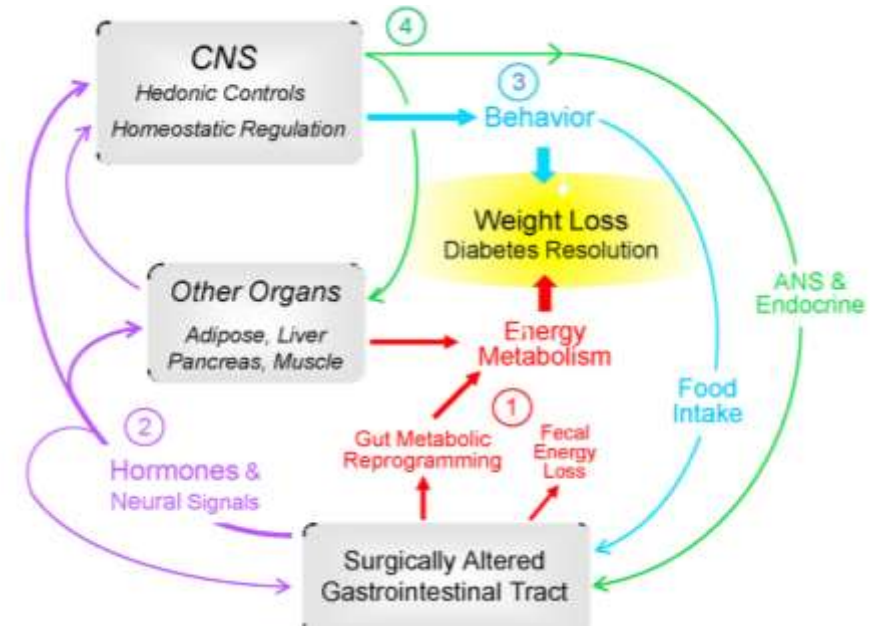 4
CNS
Hedonic Controls
Homeostatic Regulation
3
Behavior
Weight Loss
Diabetes Resolution
ANS &
Endocrine
Other Organs
Adipose, Liver
Pancreas, Muscle
Energy
Metabolism
Food
Intake
1
2
Gut Metabolic
Reprogramming
Fecal
Energy
Loss
Hormones &
Neural Signals
Surgically Altered
Gastrointestinal Tract